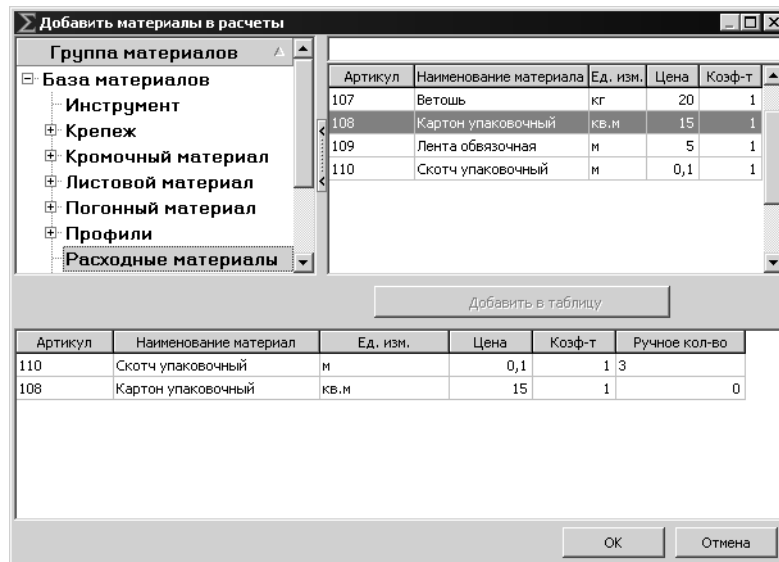 Добавить материалы в расчеты
Группа материалов
База материалов
Инструмент
Крепеж
Кромочный материал
Листовой материал
Погонный материал
Профили
Расходные материалы
Артикул Наименование материала Ед. изм. Цена Коэф-т
107 Ветошь кг 20 1
108 Картон упаковочный кв.м 15 1
109 Лента обвязочная м 5 1
110 Скотч упаковочный м 0,1 1
Добавить в таблицу
Артикул Наименование материал Ед. изм. Цена Коэф-т Ручное кол-во
110 Скотч упаковочный м 0,1 1 3
108 Картон упаковочный кв.м 15 1 0
ОК Отмена